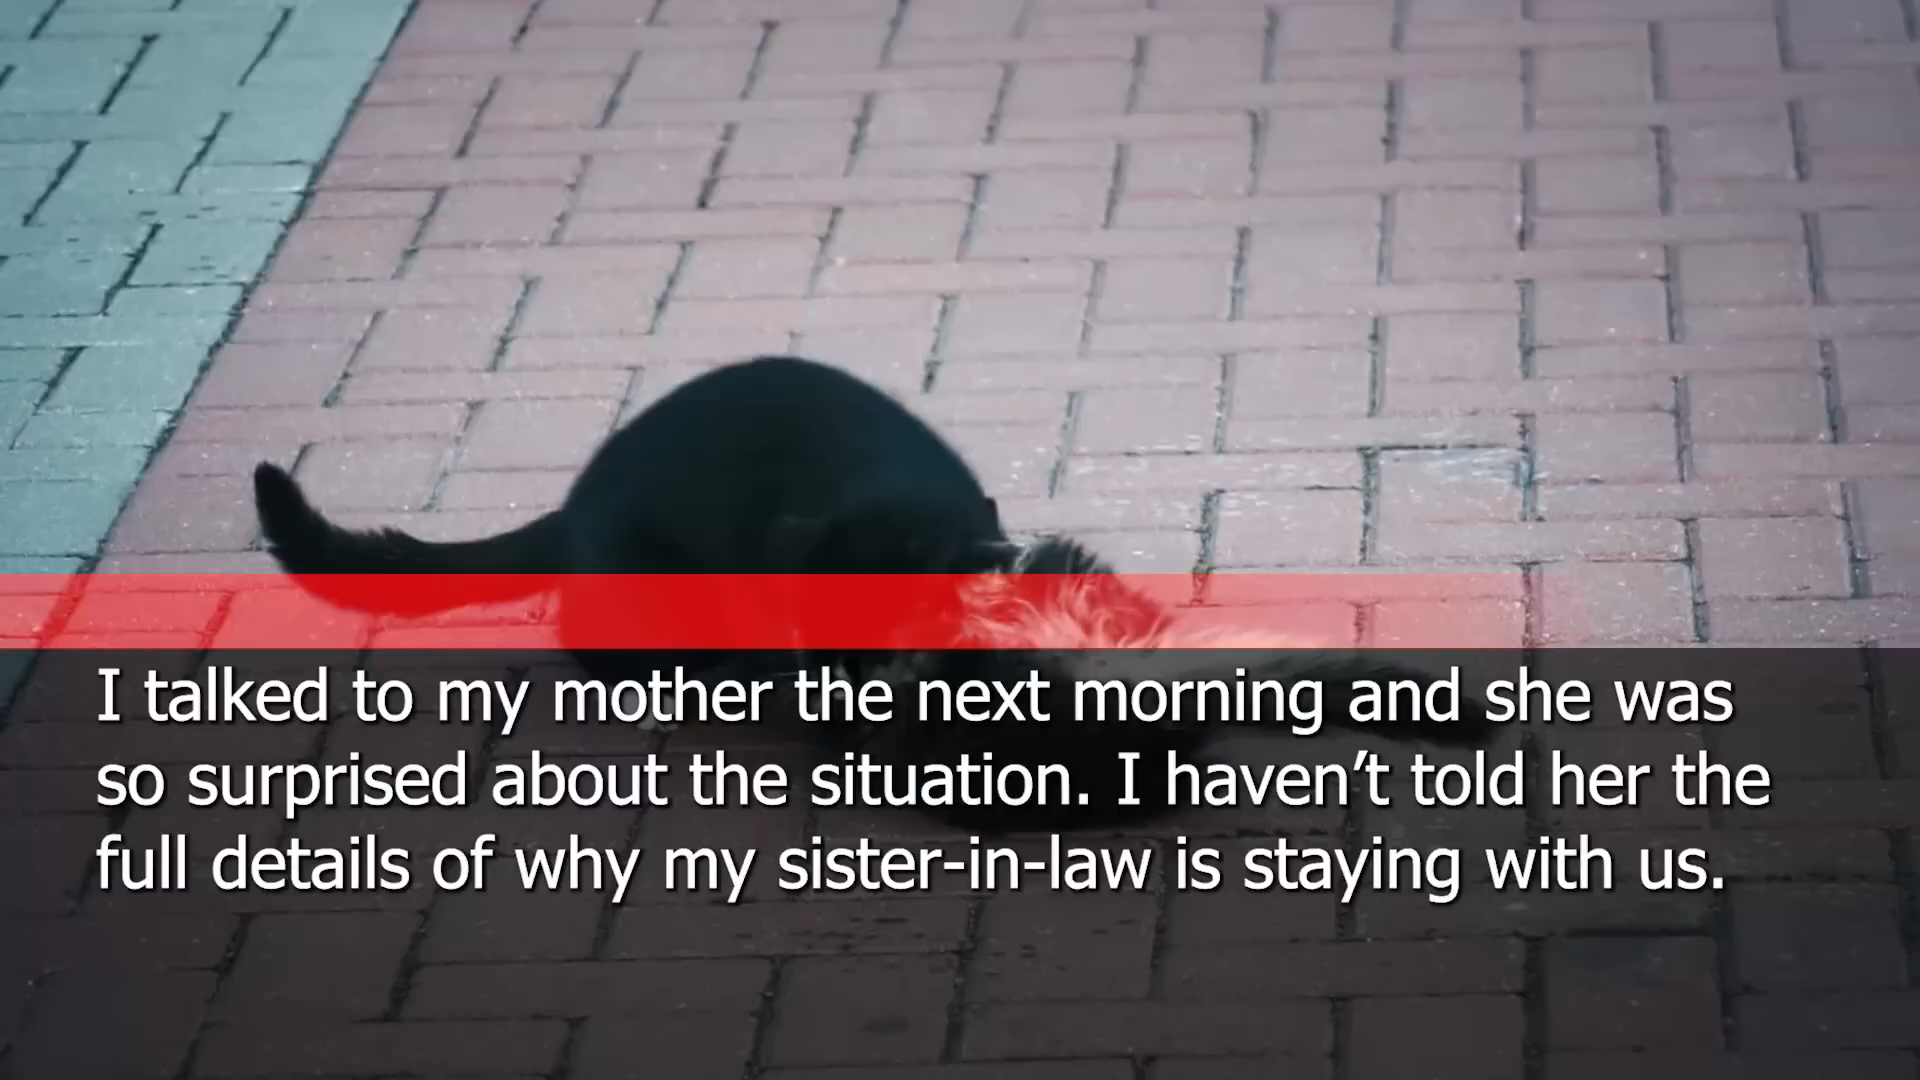 I talked to my mother the next morning and she was
so surprised about the situation. I haven’t told her the
full details of why my sister-in-law is staying with us.